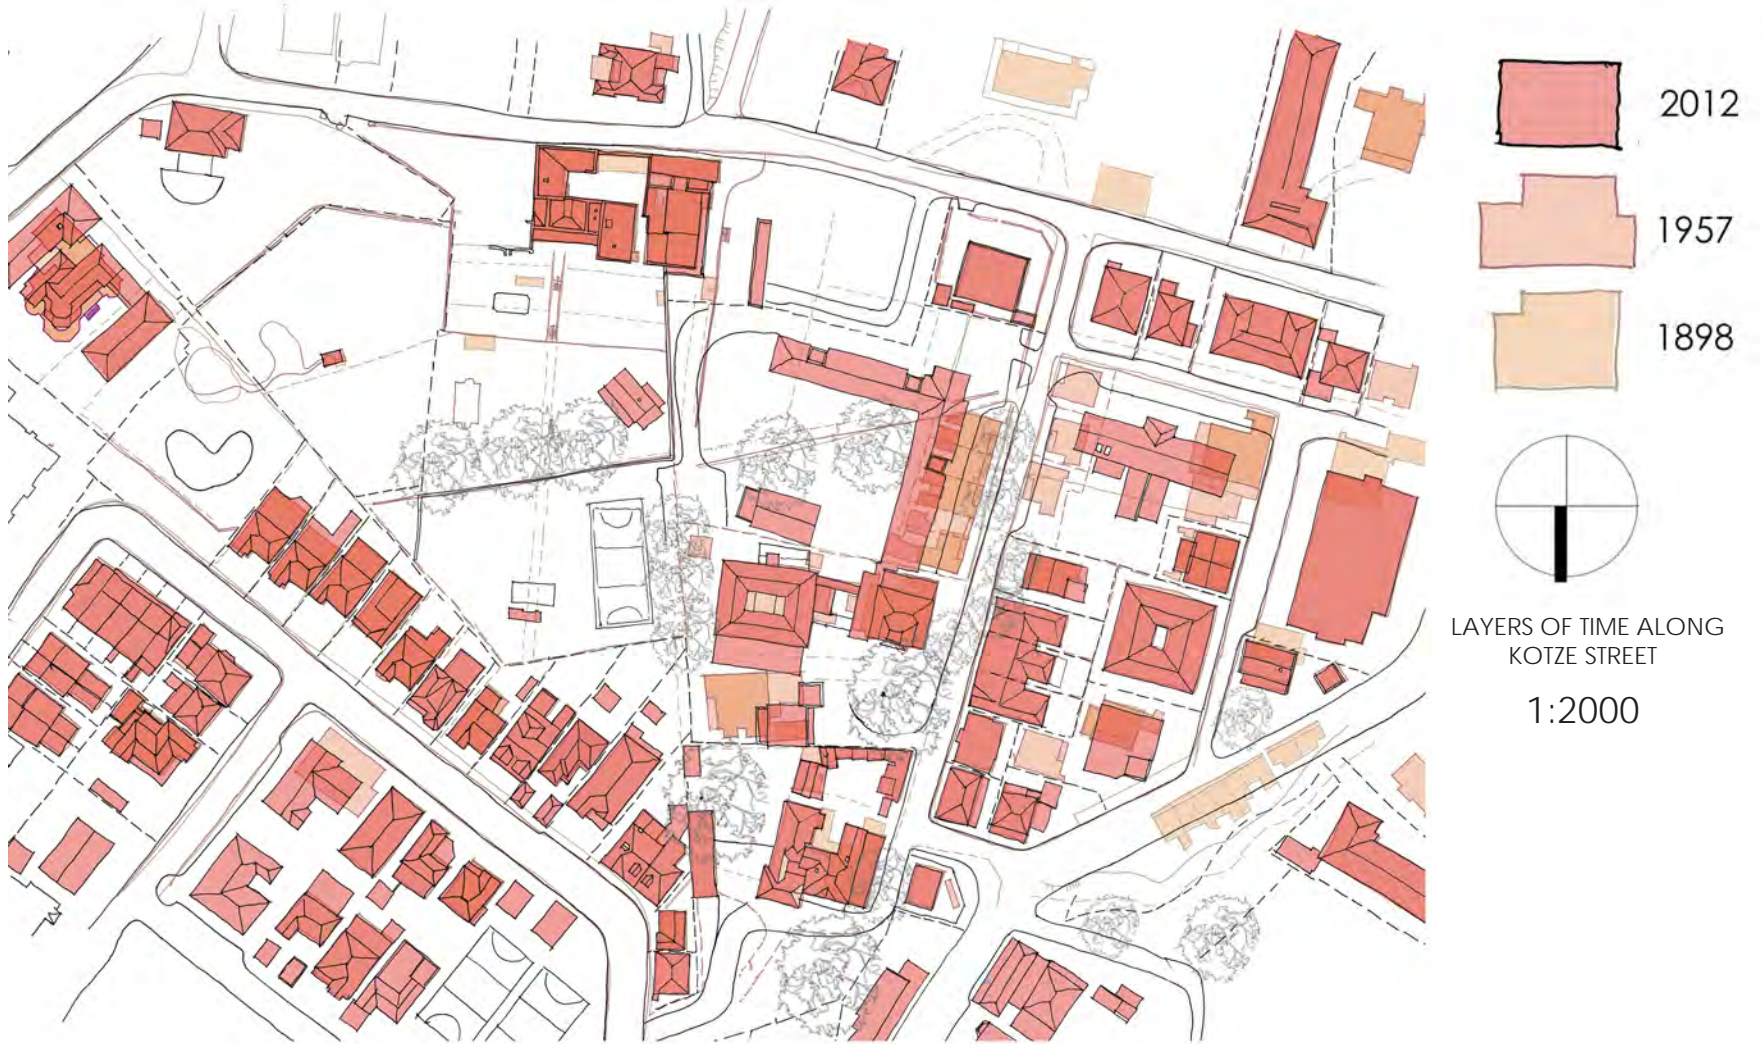 2012
1957
1898
LAYERS OF TIME ALONG
KOTZE STREET
1:2000